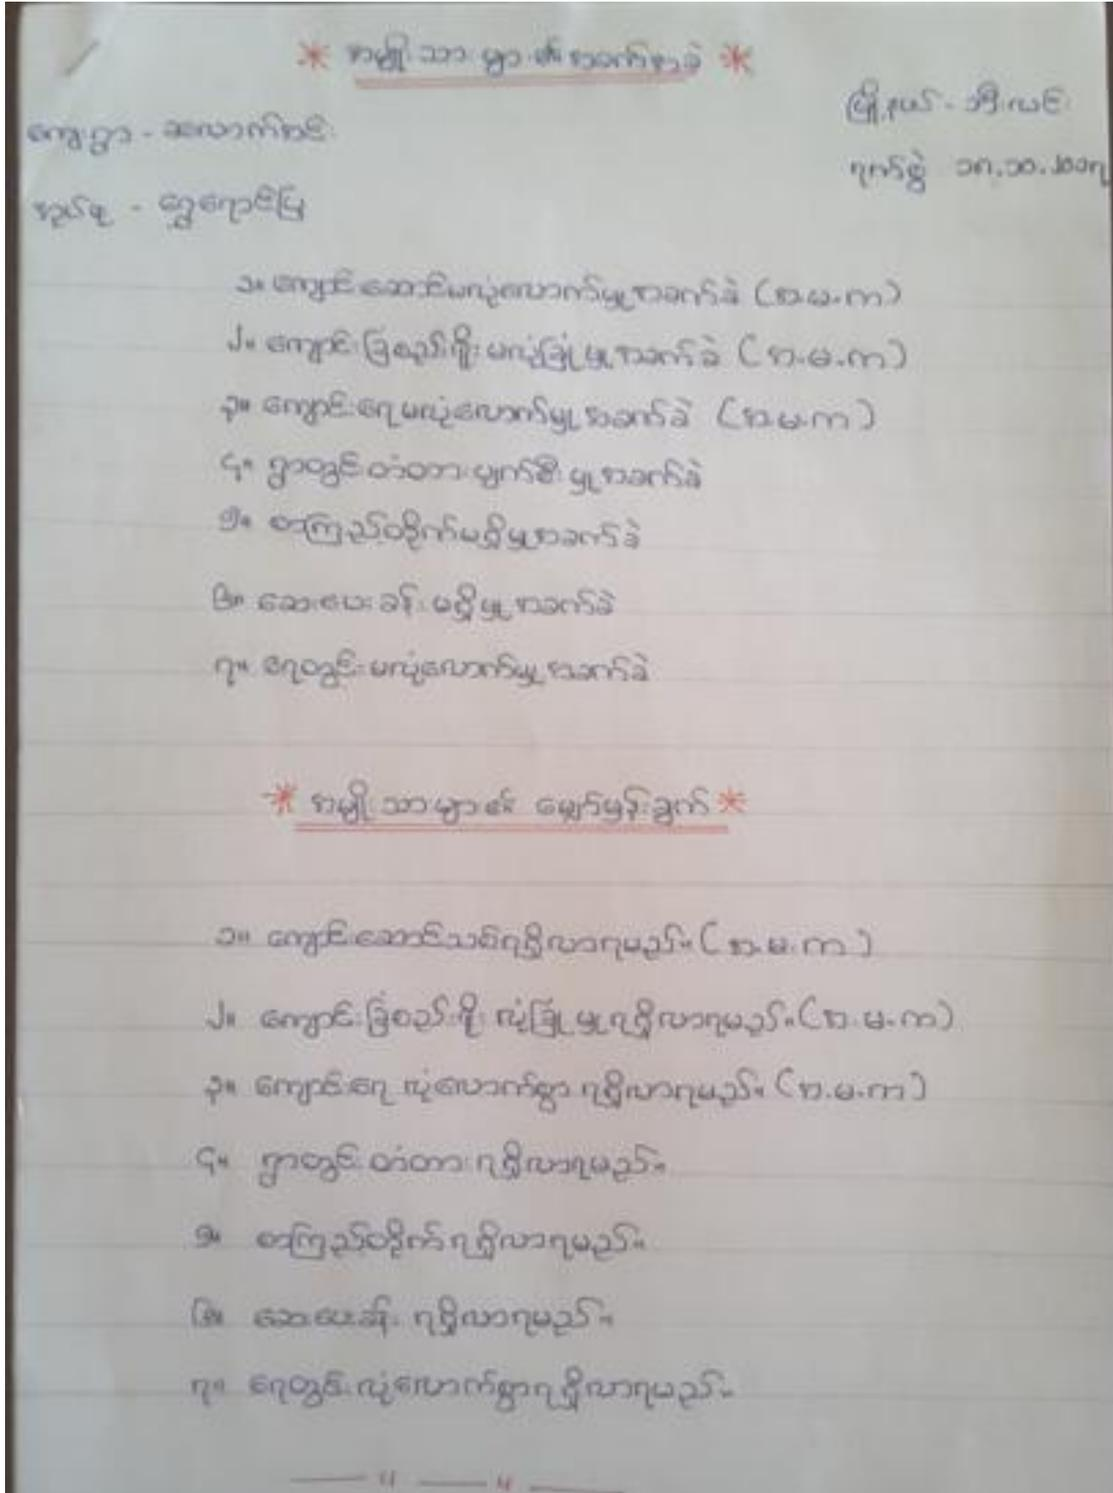 * အမျိုးသားများ၏အခက်အခဲ *
မြို့နယ် - ဘီးလင်း
ကျေးရွာ - ခလောက်စင်း
ရက်စွဲ ၁၈.၁၀.၂၀၁၇
အုပ်စု - ရွှေရောင်ပြ
၁။ ကျောင်းဆောင်မလုံလောက်မှုအခက်ခဲ (အ.မ.က)
၂။ ကျောင်းခြံစည်းရိုး မလုံခြုံမှုအခက်ခဲ (အ.မ.က)
၃။ ကျောင်းရေမလုံလောက်မှုအခက်ခဲ (အ.မ.က)
၄။ ရွာတွင်းတံတားပျက်စီးမှုအခက်ခဲ
၅။ စာကြည့်တိုက်မရှိမှုအခက်ခဲ
၆။ ဆေးပေးခန်းမရှိမှုအခက်ခဲ
၇။ ရေတွင်းမလုံလောက်မှုအခက်ခဲ
* အမျိုးသားများ၏ မျှော်မှန်းချက် *
၁။ ကျောင်းဆောင်သစ်ရရှိလာရမည်။ (အ.မ.က)
၂။ ကျောင်းခြံစည်းရိုး လုံခြုံမှုရရှိလာရမည်။ (အ.မ.က)
၃။ ကျောင်းရေ လုံလောက်စွာ ရရှိလာရမည်။ (အ.မ.က)
၄။ ရွာတွင်းတံတားရရှိလာရမည်။
၅။ စာကြည့်တိုက်ရရှိလာရမည်။
၆။ ဆေးပေးခန်း ရရှိလာရမည်။
၇။ ရေတွင်းလုံလောက်စွာရရှိလာရမည်။